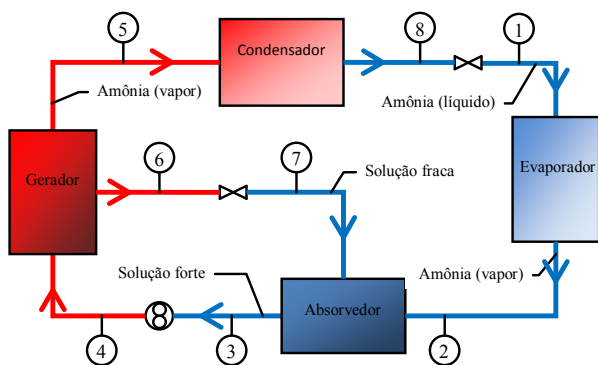 5
8
1
Condensador
Amônia (vapor)
Amônia (líquido)
6
7
Gerador
Solução fraca
Evaporador
Solução forte
Amônia (vapor)
Absorvedor
4
3
2